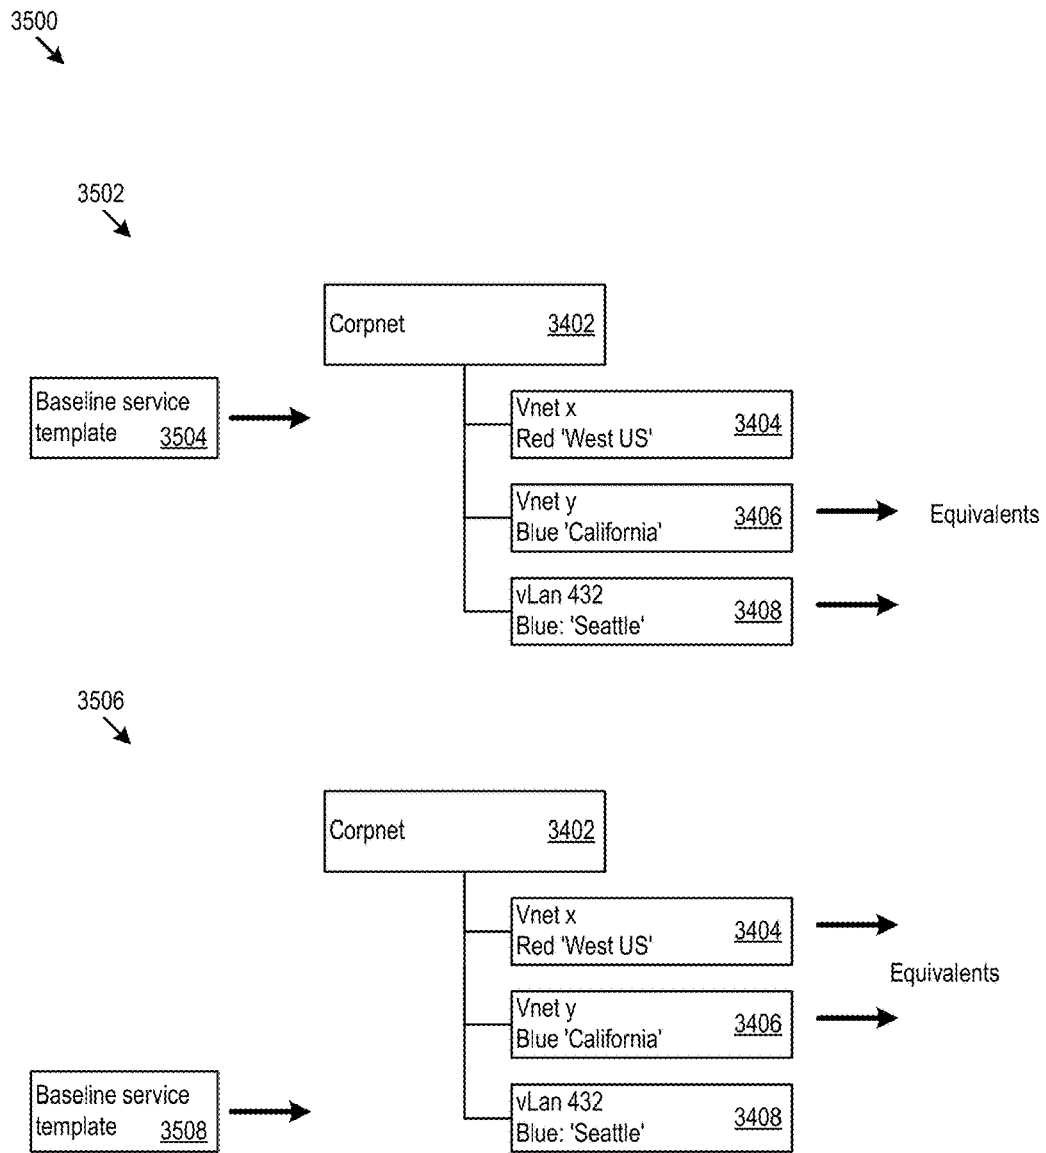 3500
3502
Corpnet 3402
Baseline service
template 3504
Vnet x
Red 'West US' 3404
Vnet y
Blue 'California' 3406
Equivalents
vLan 432
Blue: 'Seattle' 3408
3506
Corpnet 3402
Vnet x
Red 'West US' 3404
Equivalents
Vnet y
Blue 'California' 3406
Baseline service
template 3508
vLan 432
Blue: 'Seattle' 3408